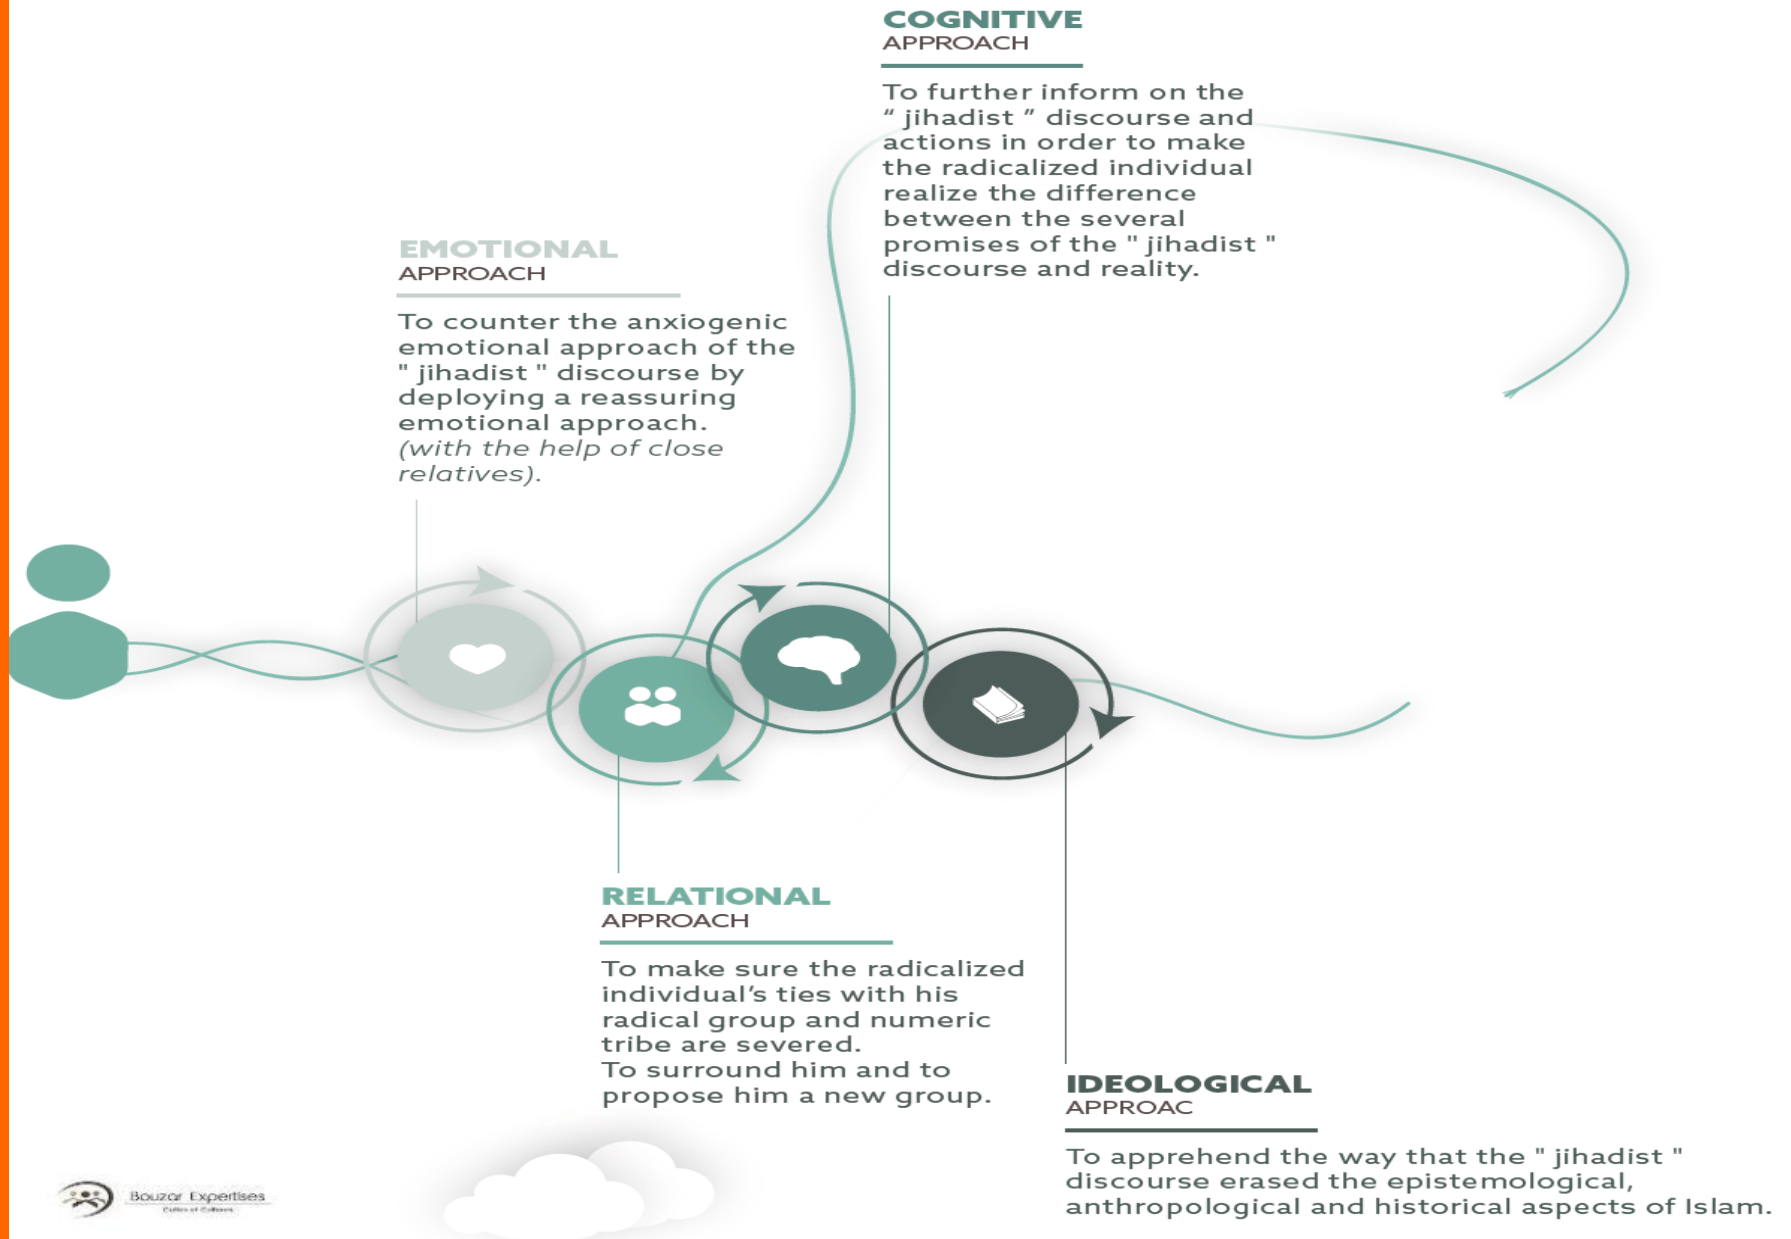 COGNITIVE
APPROACH
To further inform on the
“ jihadist ” discourse and
actions in order to make
the radicalized individual
realize the difference
between the several
promises of the " jihadist "
discourse and reality.
EMOTIONAL
APPROACH
To counter the anxiogenic
emotional approach of the
" jihadist " discourse by
deploying a reassuring
emotional approach.
(with the help of close
relatives).
RELATIONAL
APPROACH
To make sure the radicalized
individual’s ties with his
radical group and numeric
tribe are severed.
To surround him and to
propose him a new group.
IDEOLOGICAL
APPROAC
To apprehend the way that the " jihadist "
discourse erased the epistemological,
anthropological and historical aspects of Islam.
Bouzar Expertises